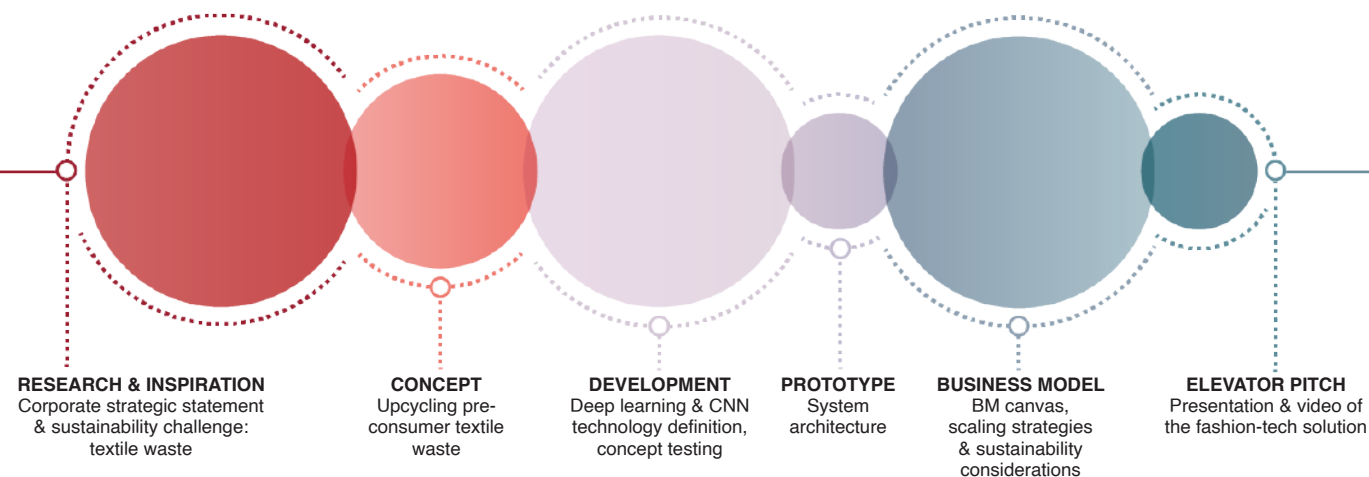 RESEARCH & INSPIRATION
Corporate strategic statement
& sustainability challenge:
textile waste
CONCEPT
Upcycling pre-
consumer textile
waste
DEVELOPMENT
Deep learning & CNN
technology definition,
concept testing
PROTOTYPE
System
architecture
BUSINESS MODEL
BM canvas,
scaling strategies
& sustainability
considerations
ELEVATOR PITCH
Presentation & video of
the fashion-tech solution